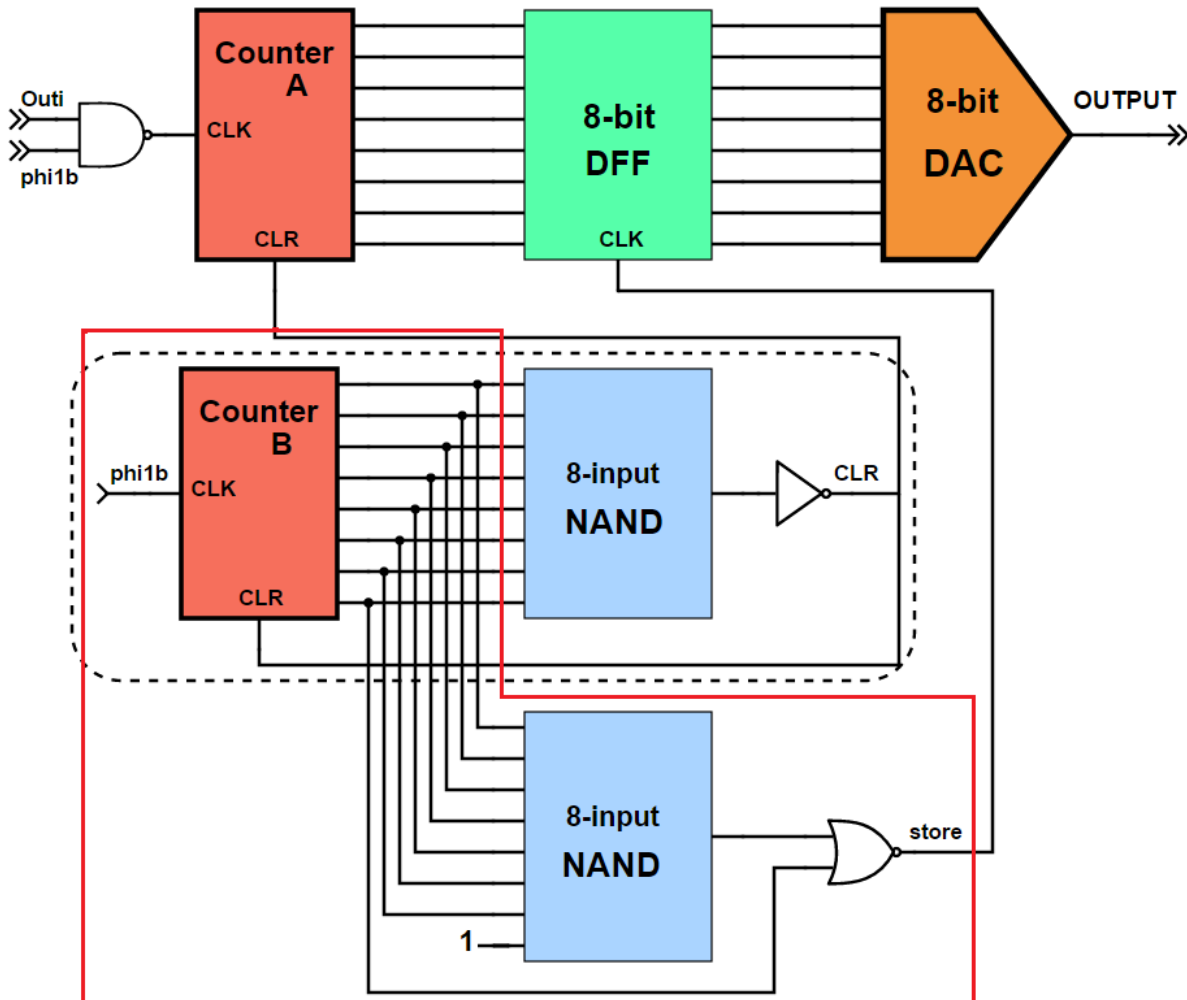 Counter
A
Outi
phi1b
CLK
CLR
8-bit
DFF
CLK
8-bit
DAC
OUTPUT
Counter
B
phi1b
CLK
CLR
8-input
NAND
CLR
8-input
NAND
1
store